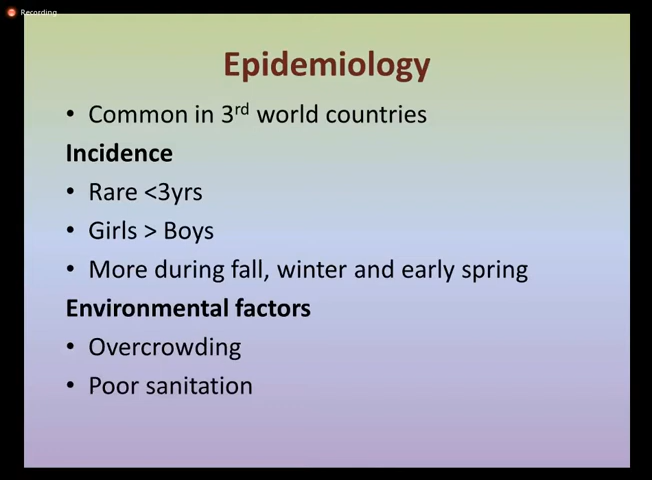 Recording
Epidemiology
• Common in 3rd world countries
Incidence
• Rare <3yrs
• Girls > Boys
• More during fall, winter and early spring
Environmental factors
• Overcrowding
• Poor sanitation